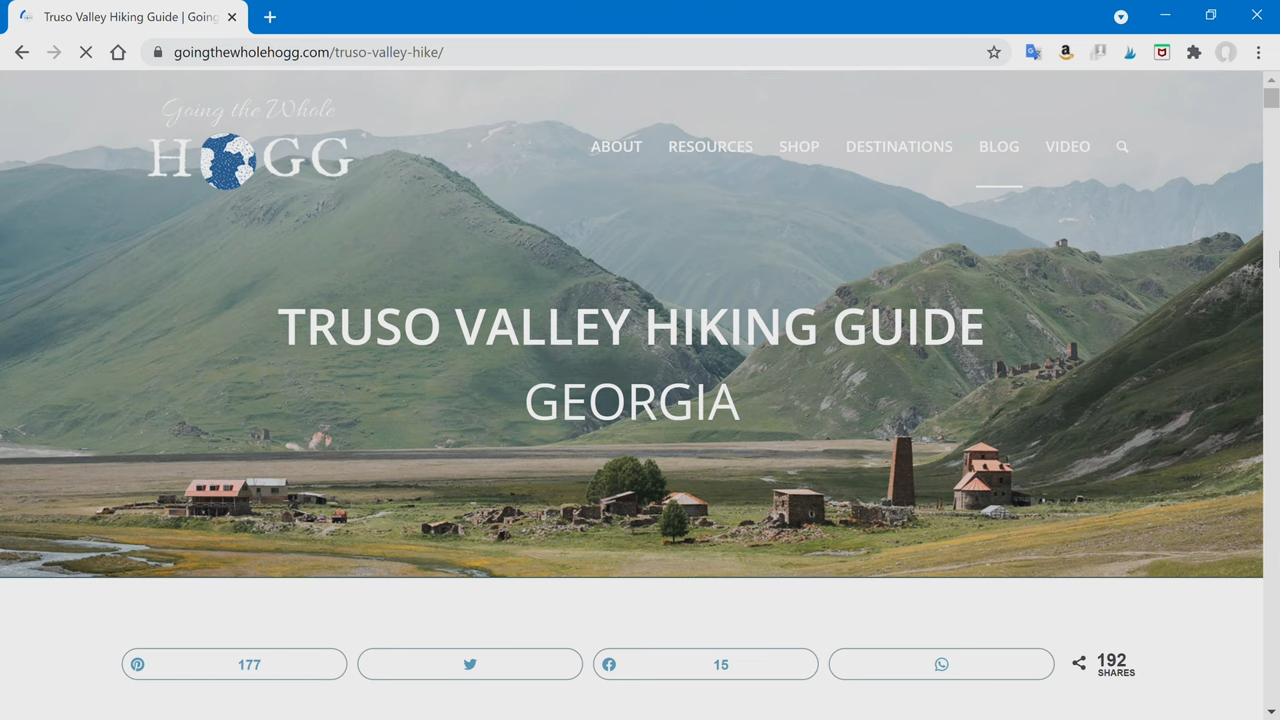 Truso Valley Hiking Guide | Going
goingthewholehogg.com/truso-valley-hike/
Going the Whole
HOGG
ABOUT RESOURCES SHOP DESTINATIONS BLOG VIDEO
TRUSO VALLEY HIKING GUIDE
GEORGIA
177
15
192
SHARES